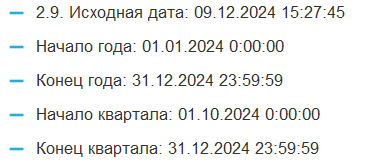 — 2.9. Исходная дата: 09.12.2024 15:27:45
— Начало года: 01.01.2024 0:00:00
— Конец года: 31.12.2024 23:59:59
— Начало квартала: 01.10.2024 0:00:00
— Конец квартала: 31.12.2024 23:59:59